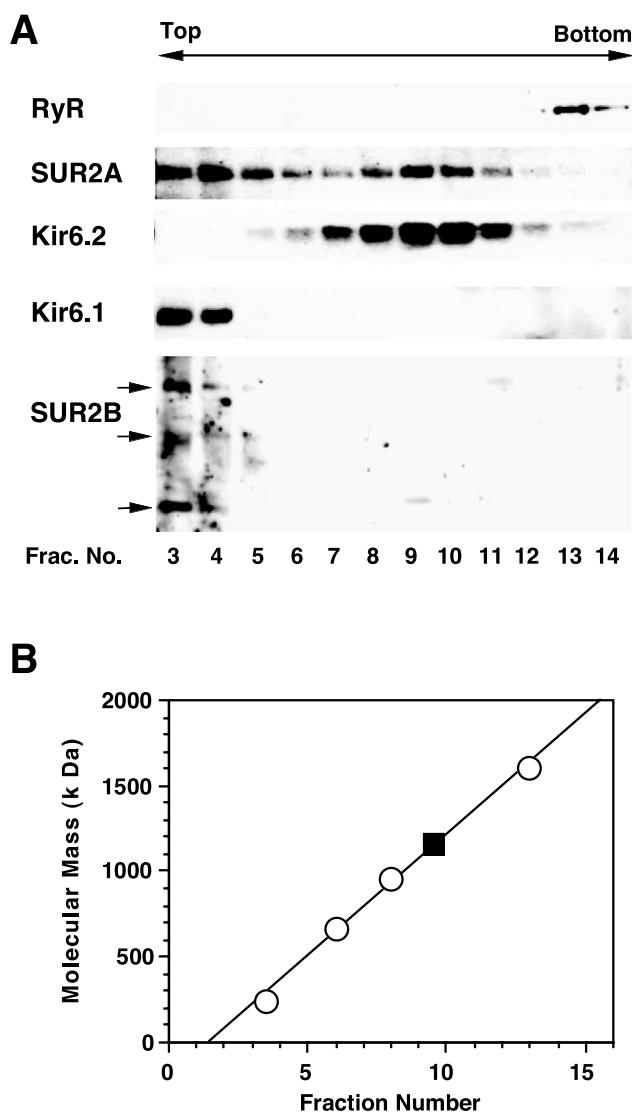 A
Top
Bottom
RyR
SUR2A
Kir6.2
Kir6.1
SUR2B
Frac. No. 3 4 5 6 7 8 9 10 11 12 13 14
B
2000
1500
1000
500
0
Molecular Mass (k Da)
0 5 10 15
Fraction Number